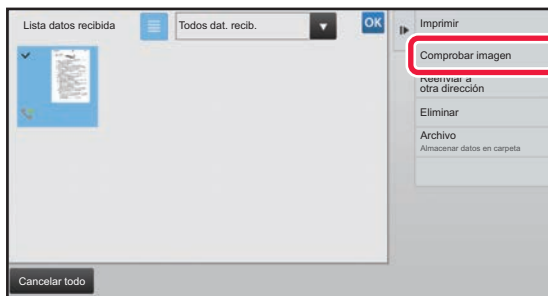 Lista datos recibida
Todos dat. recib.
OK
Imprimir
Comprobar imagen
Reenviar a
otra dirección
Eliminar
Archivo
Almacenar datos en carpeta
Cancelar todo